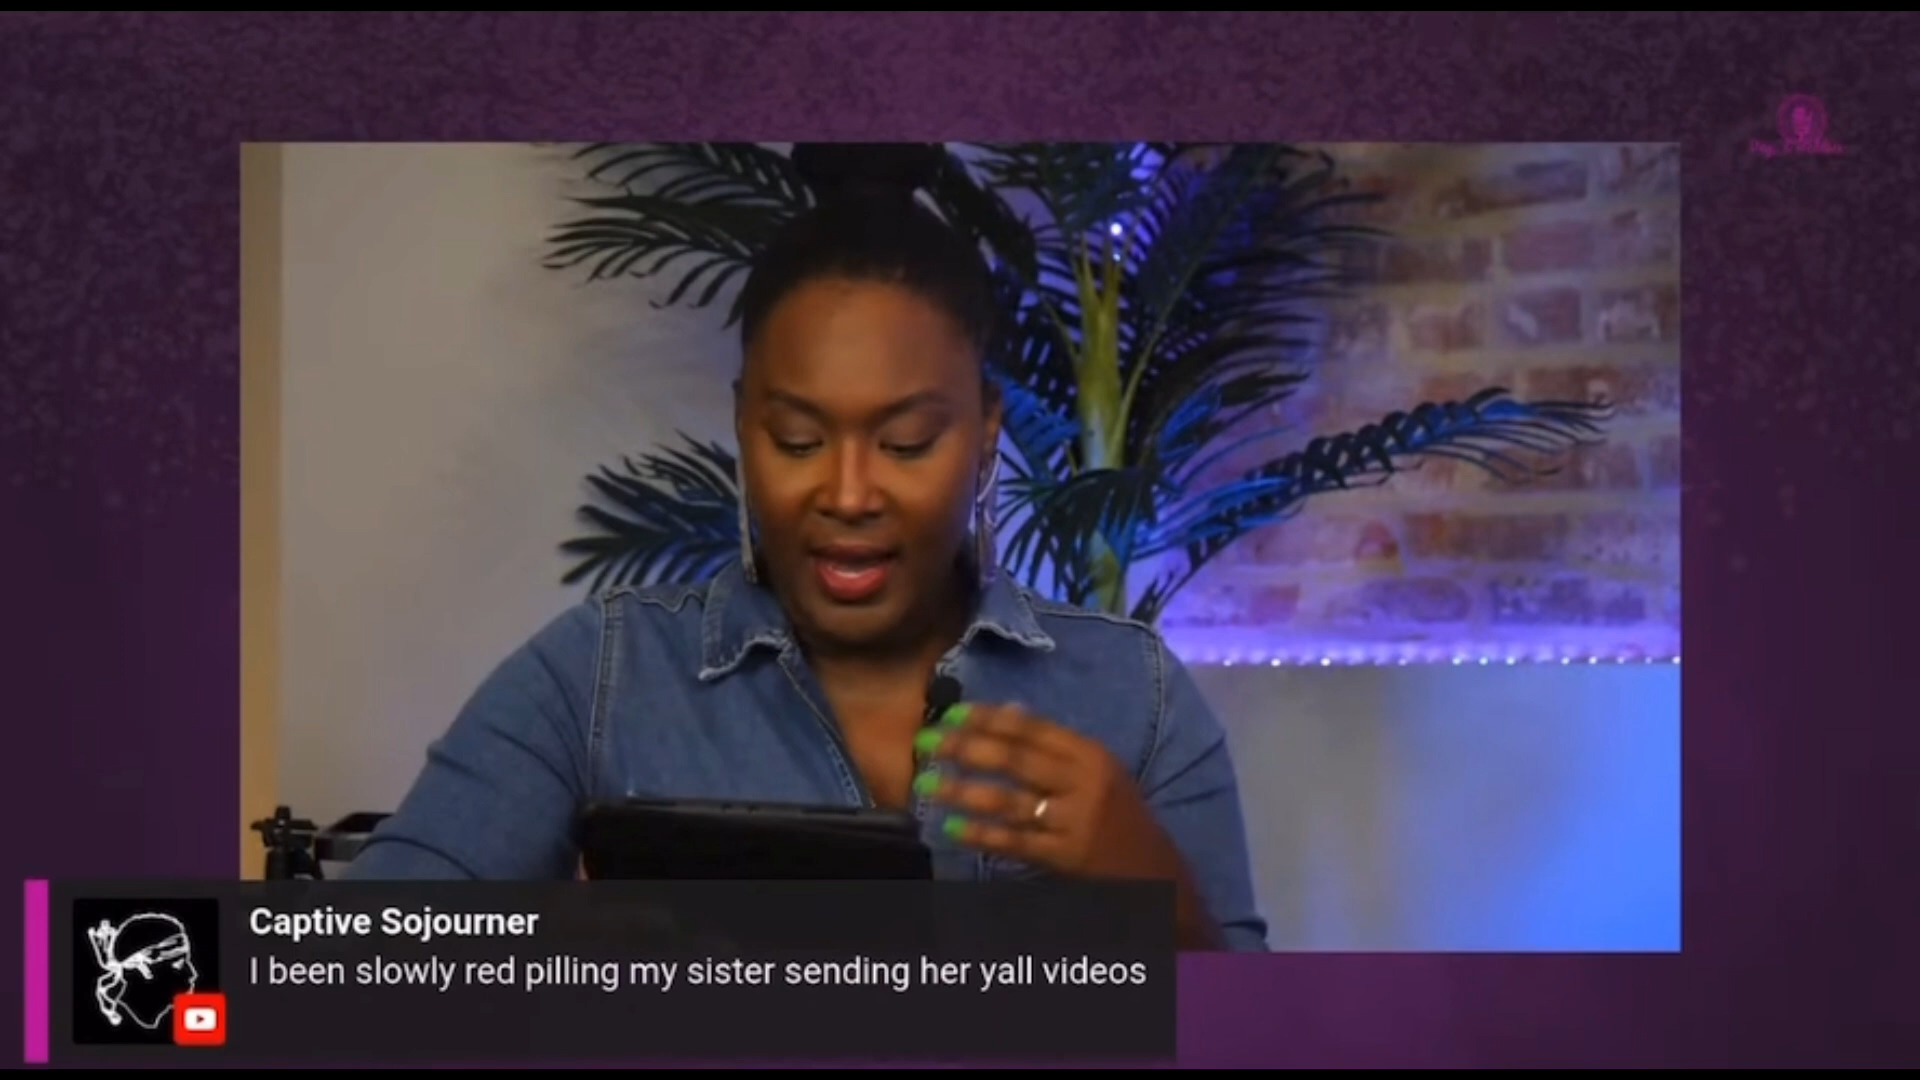 Captive Sojourner
I been slowly red pilling my sister sending her yall videos